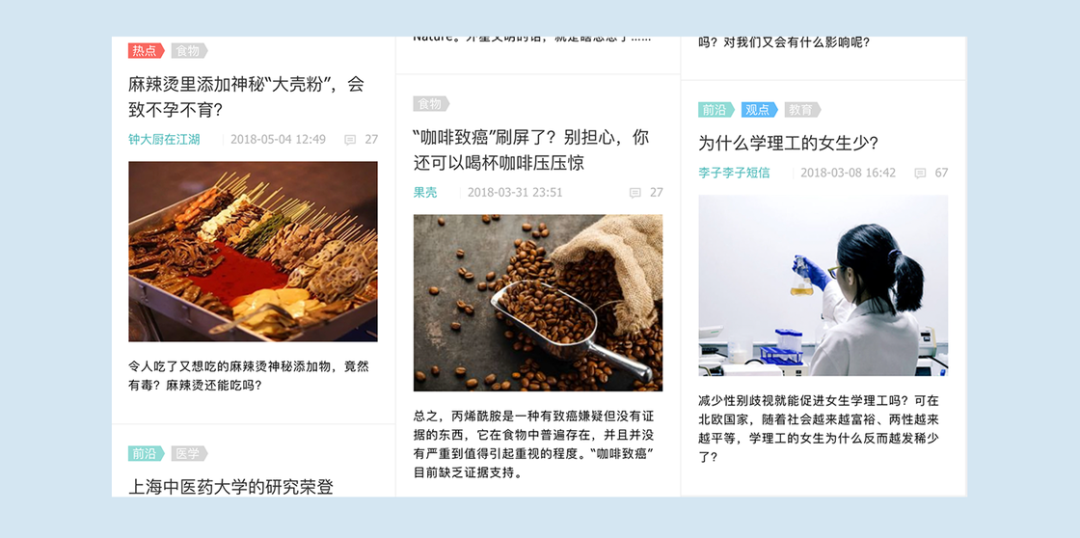 热点 食物
麻辣烫里添加神秘“大壳粉”，会
致不孕不育？
钟大厨在江湖 2018-05-04 12:49 27
令人吃了又想吃的麻辣烫神秘添加物，竟然
有毒？麻辣烫还能吃吗？
前沿 医学
上海中医药大学的研究荣登
食物
“咖啡致癌”刷屏了？别担心，你
还可以喝杯咖啡压压惊
果壳 2018-03-31 23:51 27
总之，丙烯酰胺是一种有致癌嫌疑但没有证
据的东西，它在食物中普遍存在，并且并没
有严重到值得引起重视的程度。“咖啡致癌”
目前缺乏证据支持。
吗？对我们又会有什么影响呢？
前沿 观点 教育
为什么学理工的女生少？
李子李子短信 2018-03-08 16:42 67
减少性别歧视就能促进女生学理工吗？可在
北欧国家，随着社会越来越富裕、两性越来
越平等，学理工的女生为什么反而越发稀少
了？